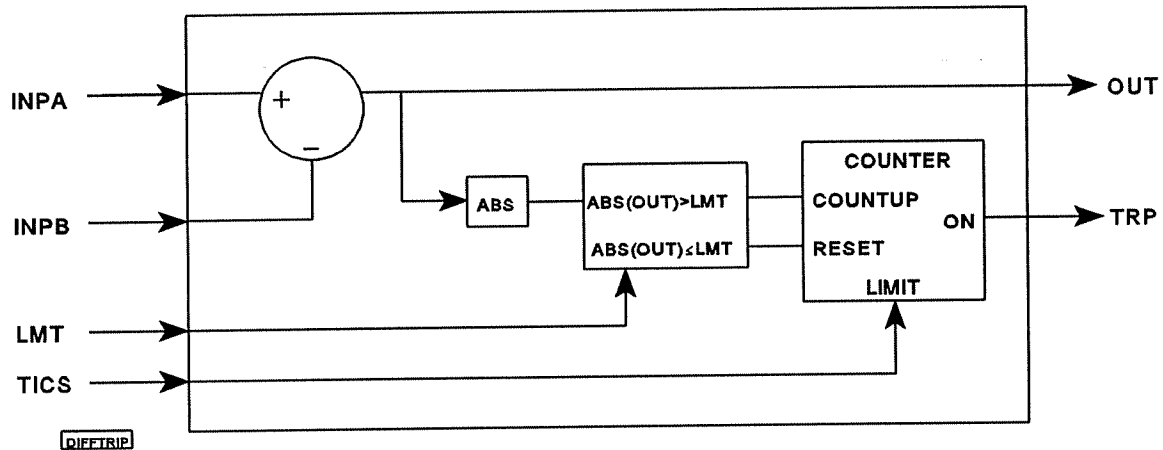 INPA
+
−
OUT
COUNTER
ABS
ABS(OUT)>LMT
COUNTUP
ON
TRP
INPB
ABS(OUT)≤LMT
RESET
LIMIT
LMT
TICS
DIFFTRIP